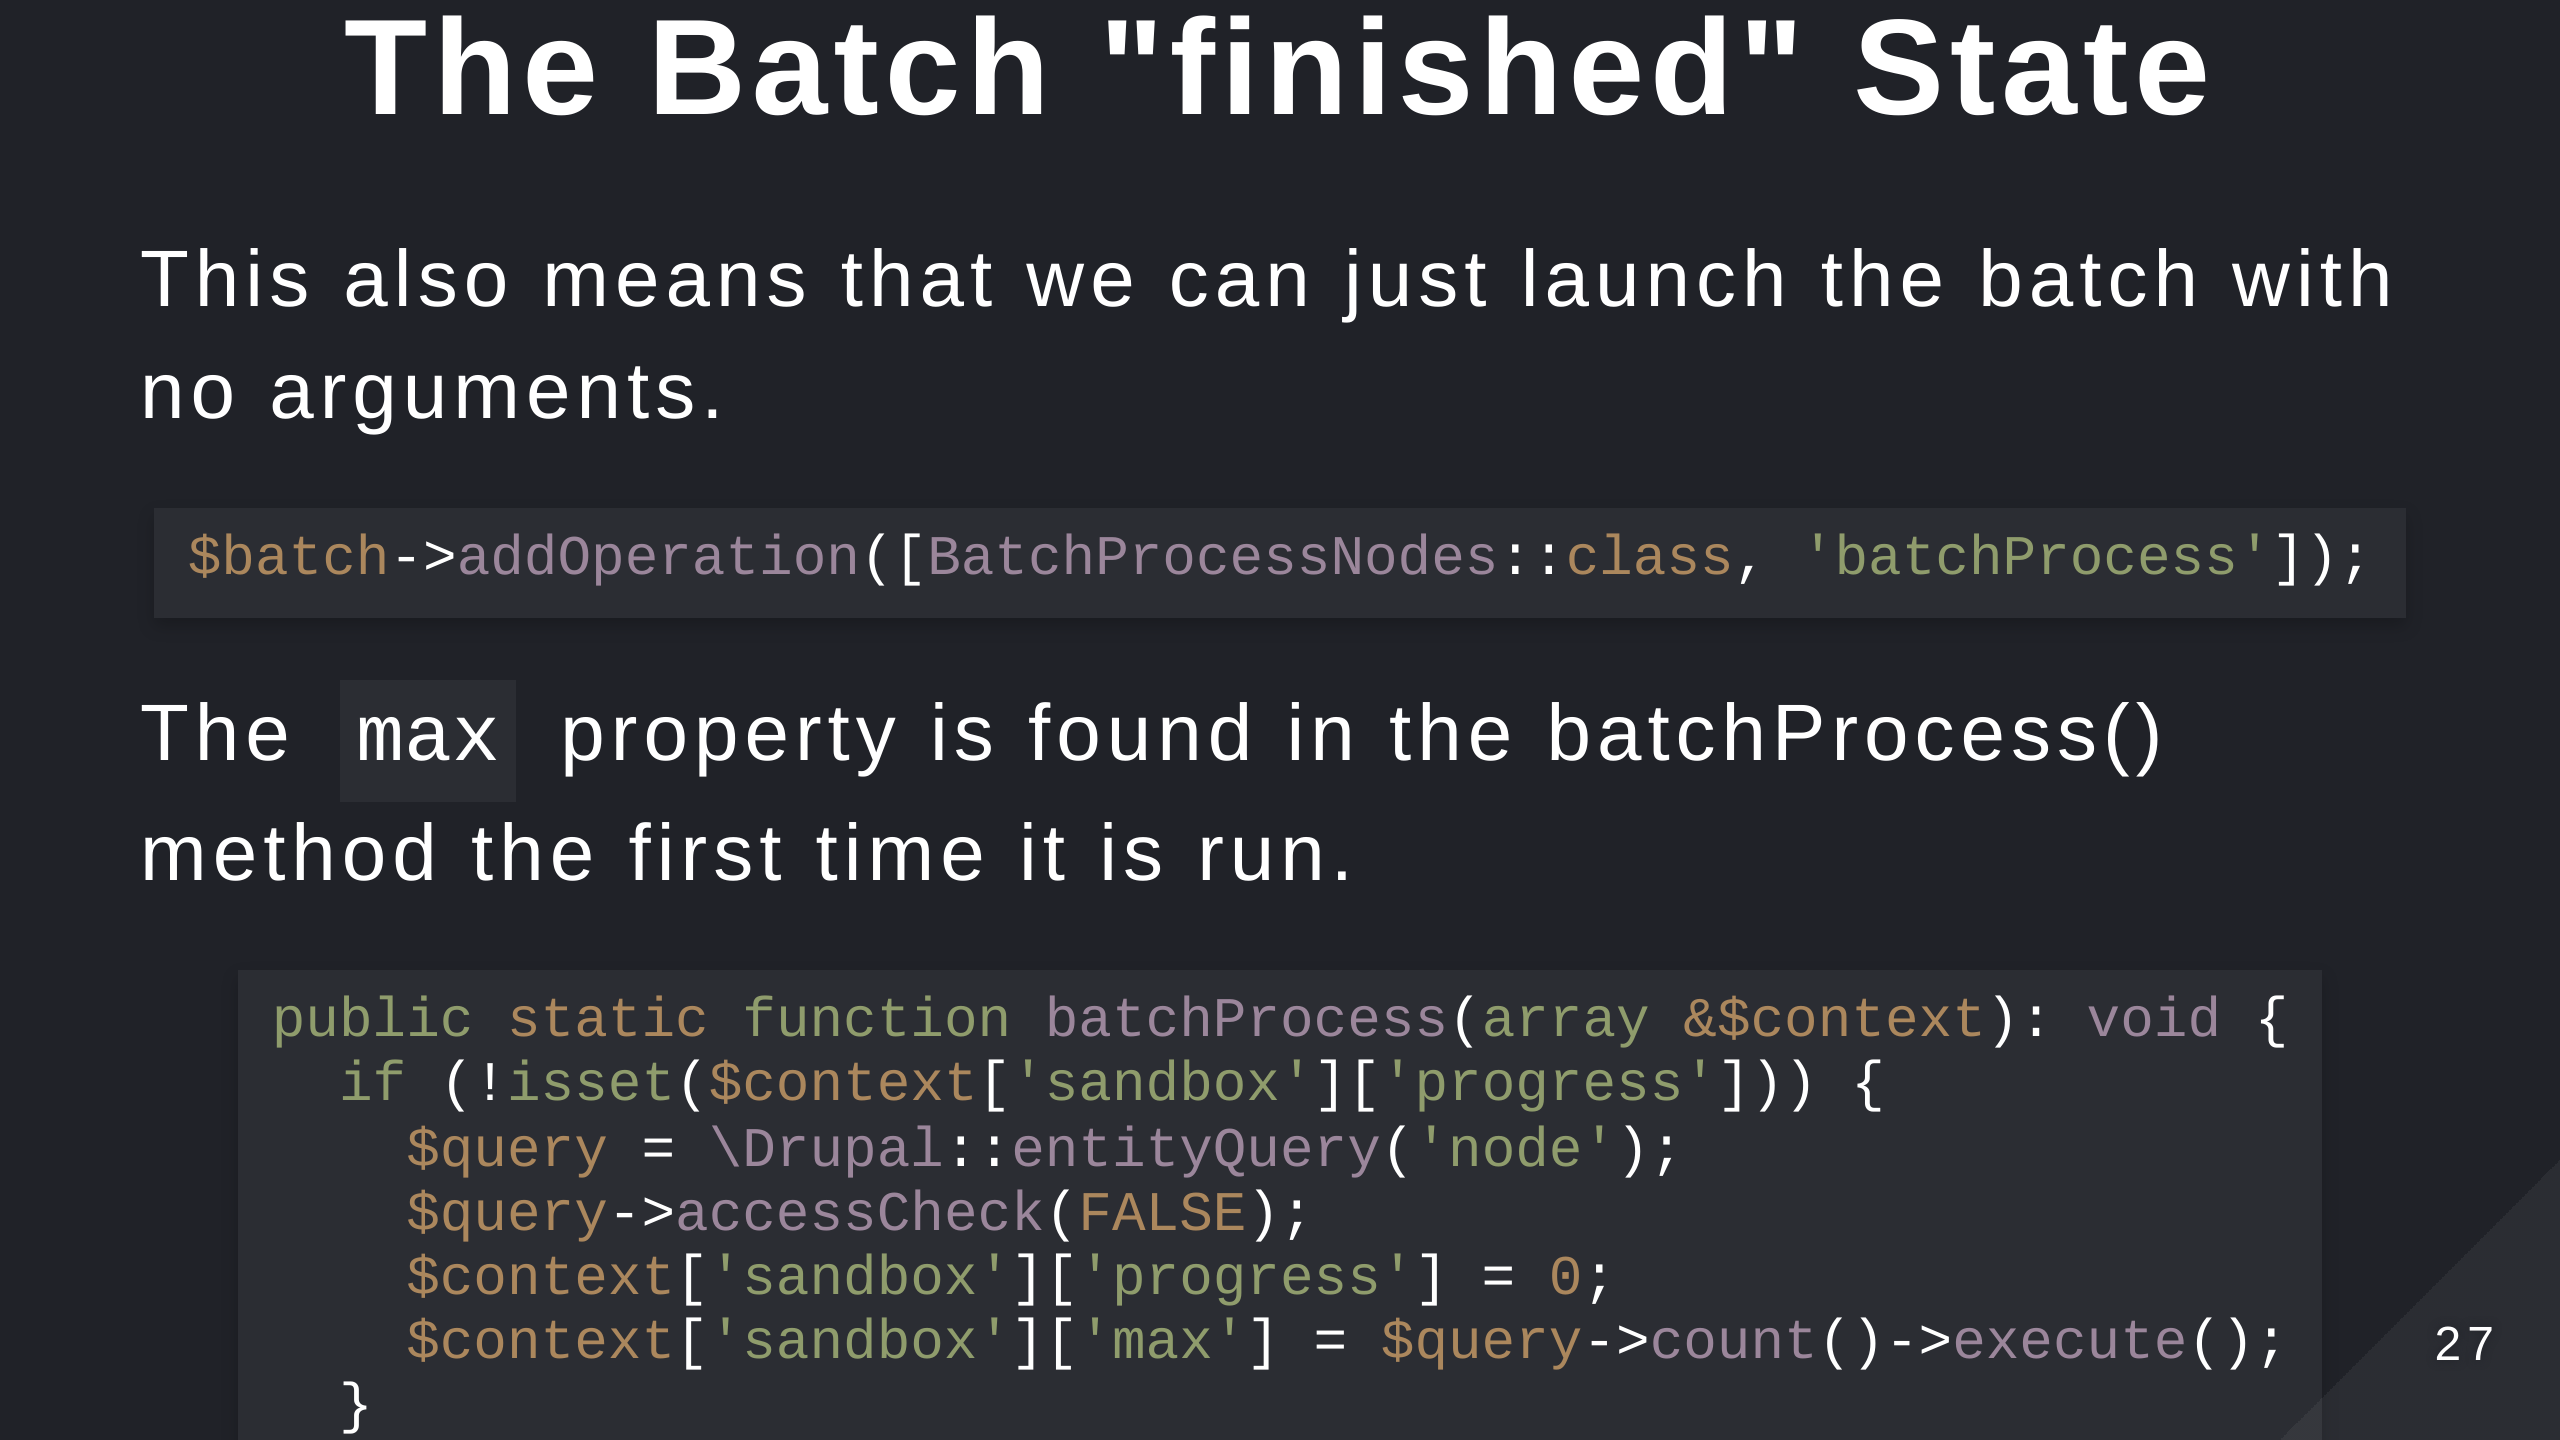 The Batch "finished" State
This also means that we can just launch the batch with
no arguments.
$batch->addOperation([BatchProcessNodes::class, 'batchProcess']);
The max property is found in the batchProcess()
method the first time it is run.
public static function batchProcess(array &$context): void {
  if (!isset($context['sandbox']['progress'])) {
    $query = \Drupal::entityQuery('node');
    $query->accessCheck(FALSE);
    $context['sandbox']['progress'] = 0;
    $context['sandbox']['max'] = $query->count()->execute();
  }
27